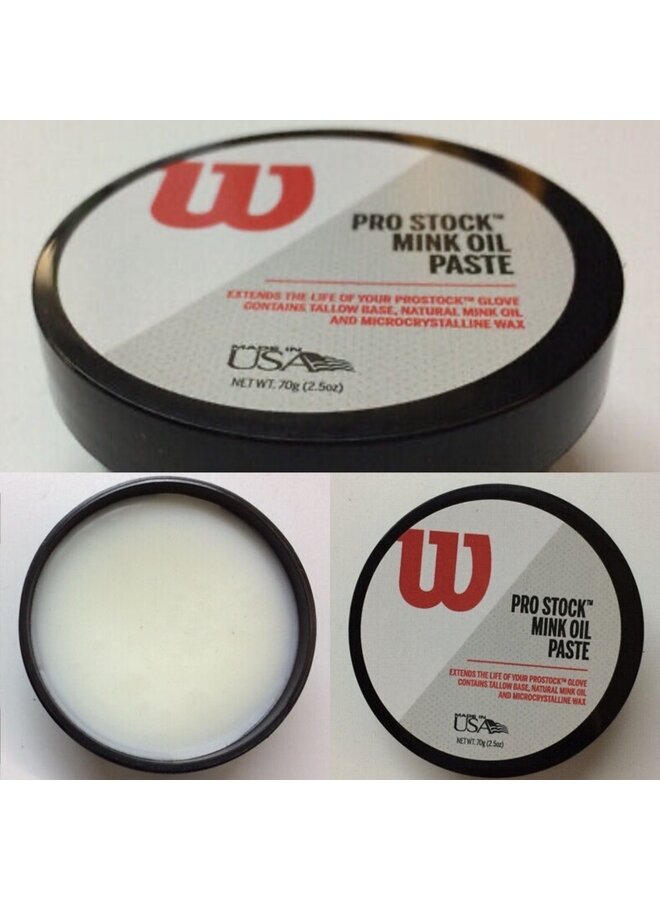 W
PRO STOCK™
MINK OIL
PASTE
EXTENDS THE LIFE OF YOUR PROSTOCK™ GLOVE
CONTAINS TALLOW BASE, NATURAL MINK OIL
AND MICROCRYSTALLINE WAX
MADE IN
USA
NET WT. 70g (2.5oz)
W
PRO STOCK™
MINK OIL
PASTE
EXTENDS THE LIFE OF YOUR PROSTOCK™ GLOVE
CONTAINS TALLOW BASE, NATURAL MINK OIL
AND MICROCRYSTALLINE WAX
MADE IN
USA
NET WT. 70g (2.5oz)